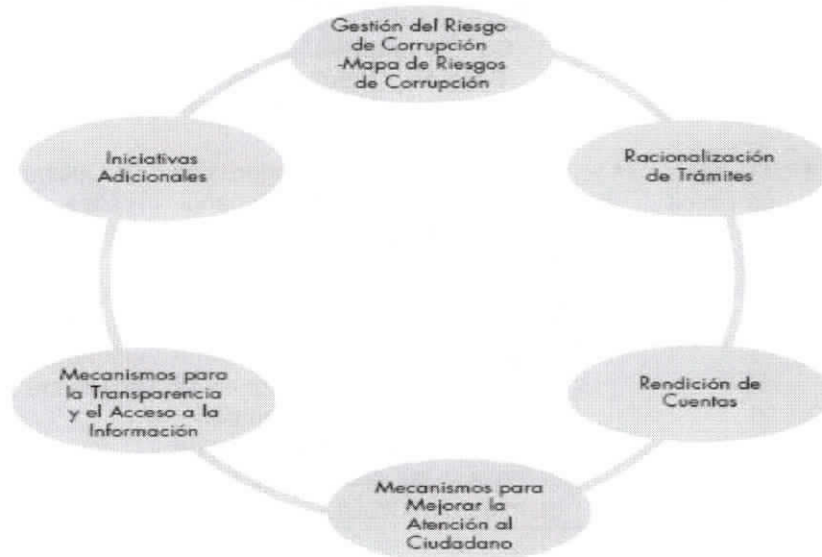 Gestión del Riesgo
de Corrupción
-Mapa de Riesgos
de Corrupción
Racionalización
de Trámites
Rendición de
Cuentas
Mecanismos para
Mejorar la
Atención al
Ciudadano
Mecanismos para
la Transparencia
y el Acceso a la
Información
Iniciativas
Adicionales